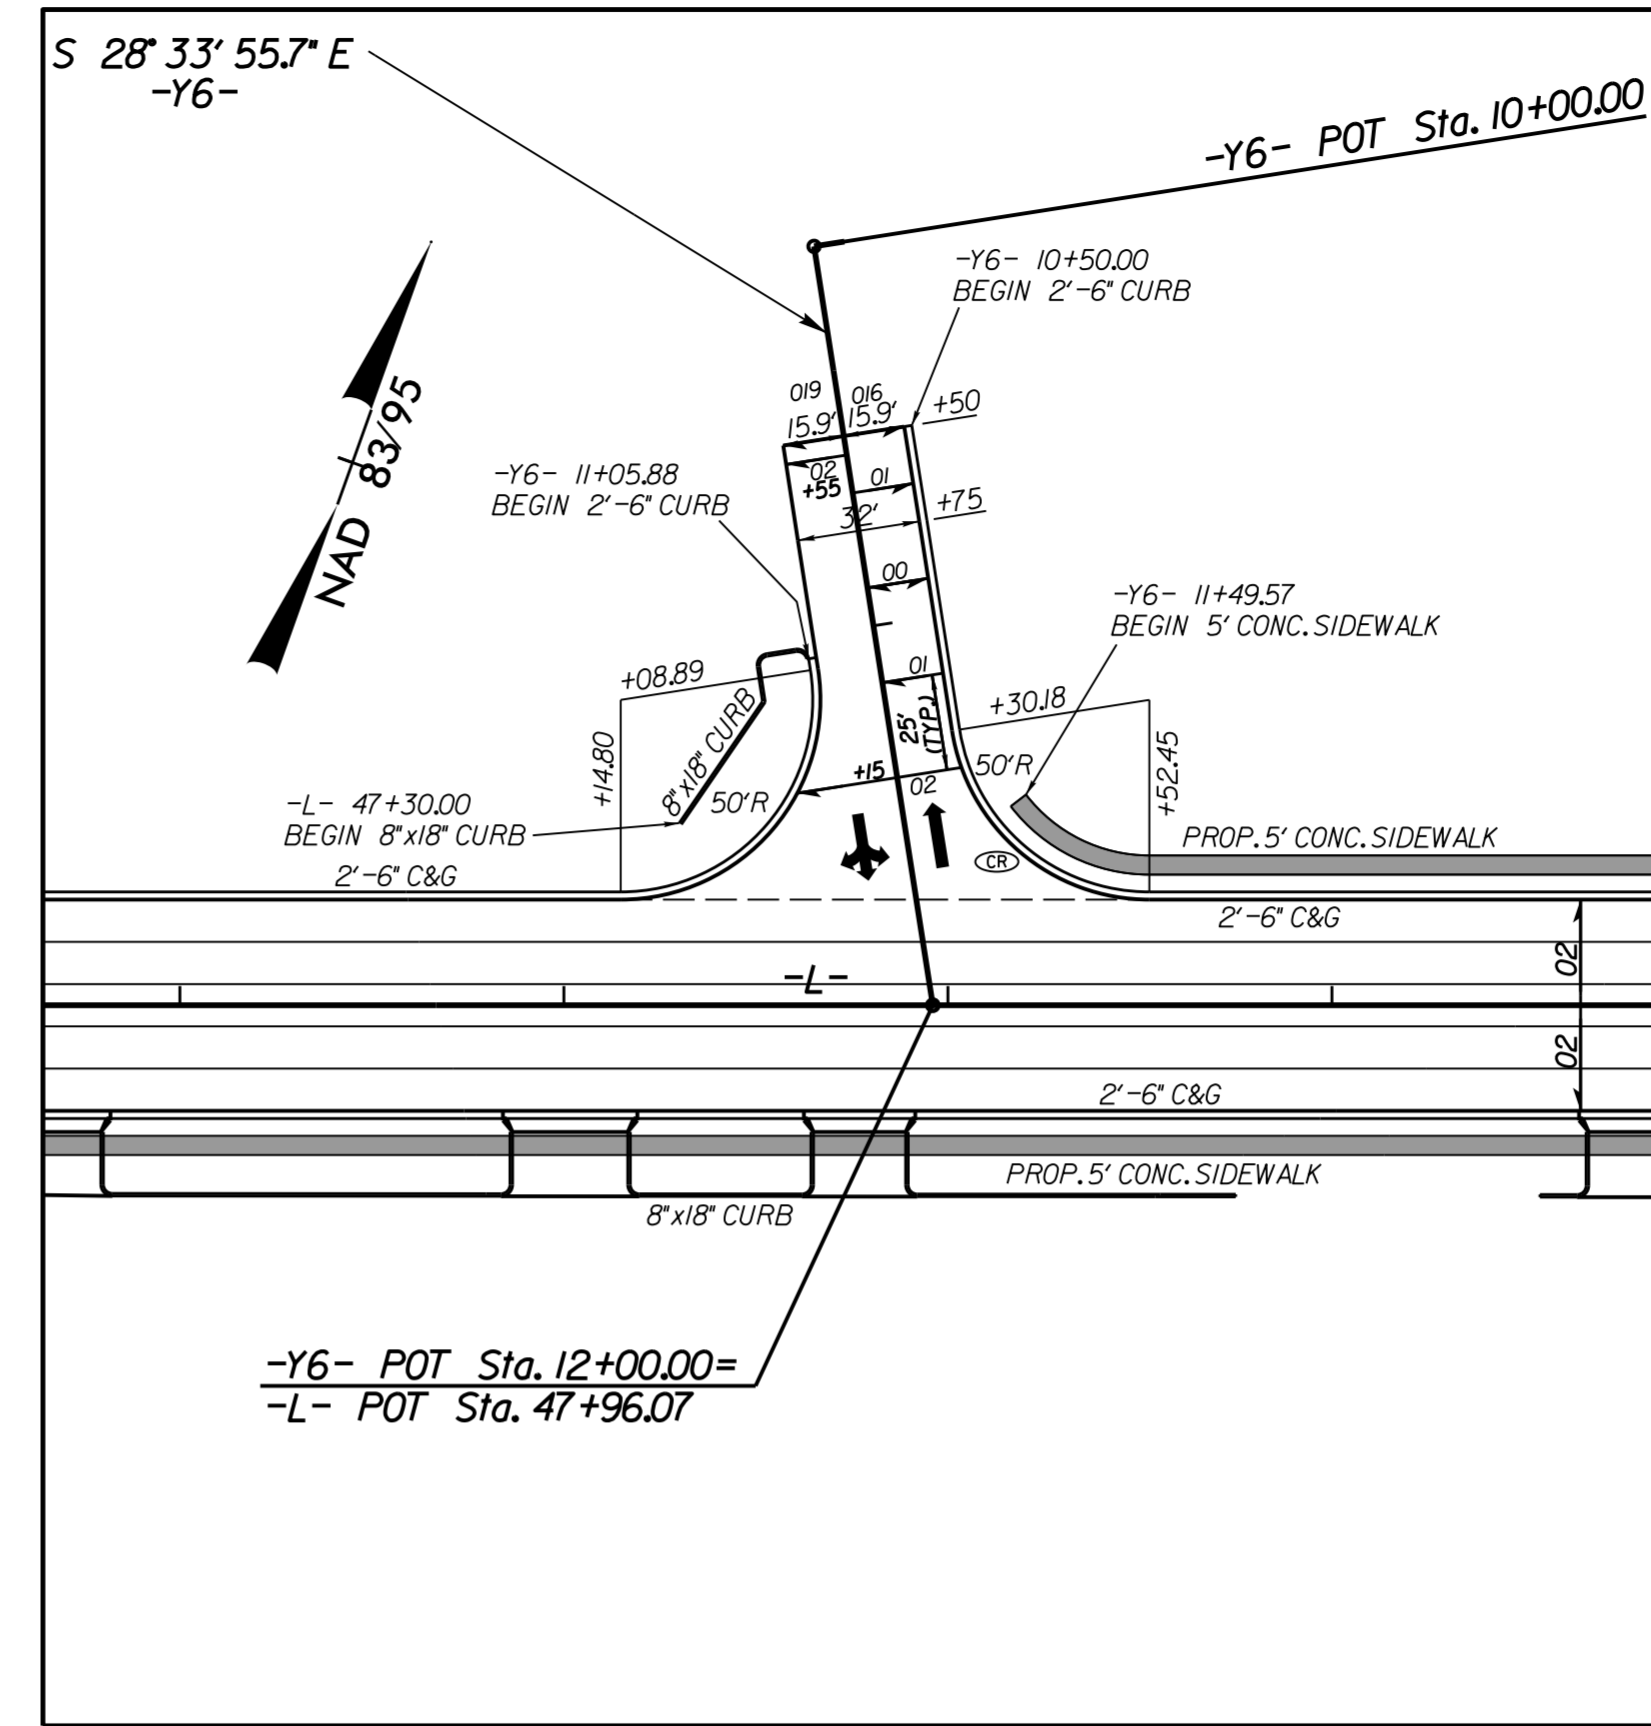 S 28° 33' 55.7" E
-Y6-
-Y6- POT Sta. 10+00.00
-Y6- 10+50.00
BEGIN 2'-6" CURB
NAD 83/95
019
016
15.9'
15.9'
+50
02
+55
01
-Y6- 11+05.88
BEGIN 2'-6" CURB
32'
+75
00
-Y6- 11+49.57
BEGIN 5' CONC. SIDEWALK
01
+08.89
+30.18
25'
(TYP.)
+14.80
8"x18" CURB
50'R
+15
02
50'R
+52.45
-L- 47+30.00
BEGIN 8"x18" CURB
2'-6" C&G
CR
PROP. 5' CONC. SIDEWALK
2'-6" C&G
02
-L-
02
2'-6" C&G
PROP. 5' CONC. SIDEWALK
8"x18" CURB
-Y6- POT Sta. 12+00.00=
-L- POT Sta. 47+96.07